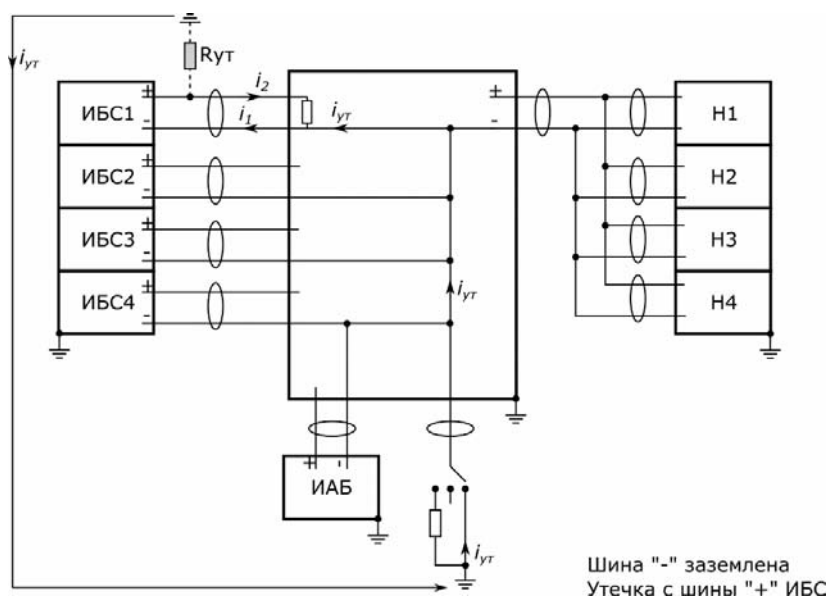 iут
Rут
ИБС1
+
-
i2
i1
iут
+
-
Н1
ИБС2
+
-
Н2
ИБС3
+
-
Н3
ИБС4
+
-
iут
Н4
+
-
ИАБ
iут
Шина "-" заземлена
Утечка с шины "+" ИБС